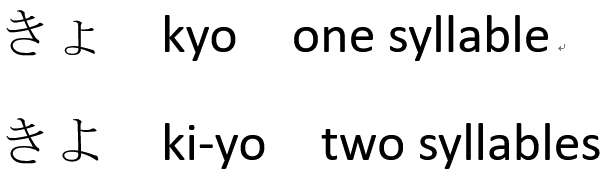 きょ kyo one syllable
きよ ki-yo two syllables